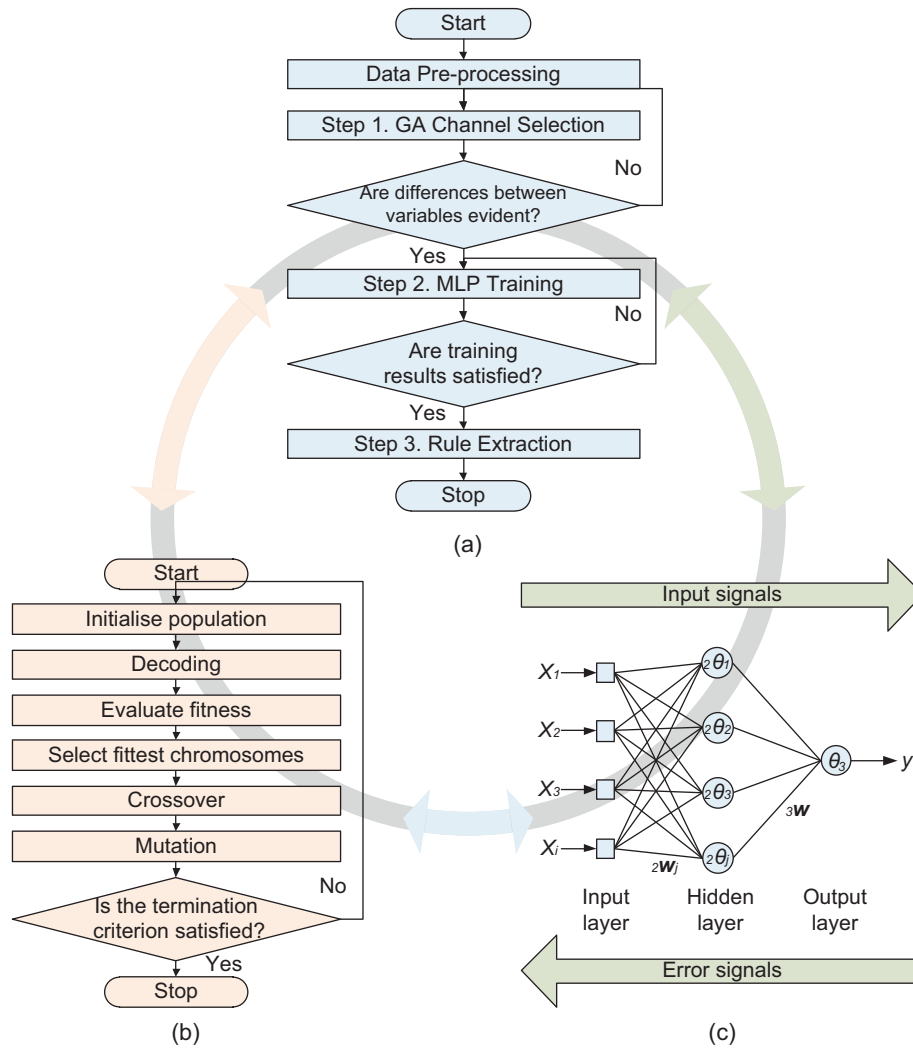 Start
Data Pre-processing
Step 1. GA Channel Selection
No
Are differences between
variables evident?
Yes
Step 2. MLP Training
No
Are training
results satisfied?
Yes
Step 3. Rule Extraction
Stop
(a)
Start
Initialise population
Decoding
Evaluate fitness
Select fittest chromosomes
Crossover
Mutation
No
Is the termination
criterion satisfied?
Yes
Stop
(b)
Input signals
X₁
X₂
X₃
Xᵢ
₂θ₁
₂θ₂
₂θ₃
₂θⱼ
θ₃
y
₃w
₂wⱼ
Input
layer
Hidden
layer
Output
layer
Error signals
(c)